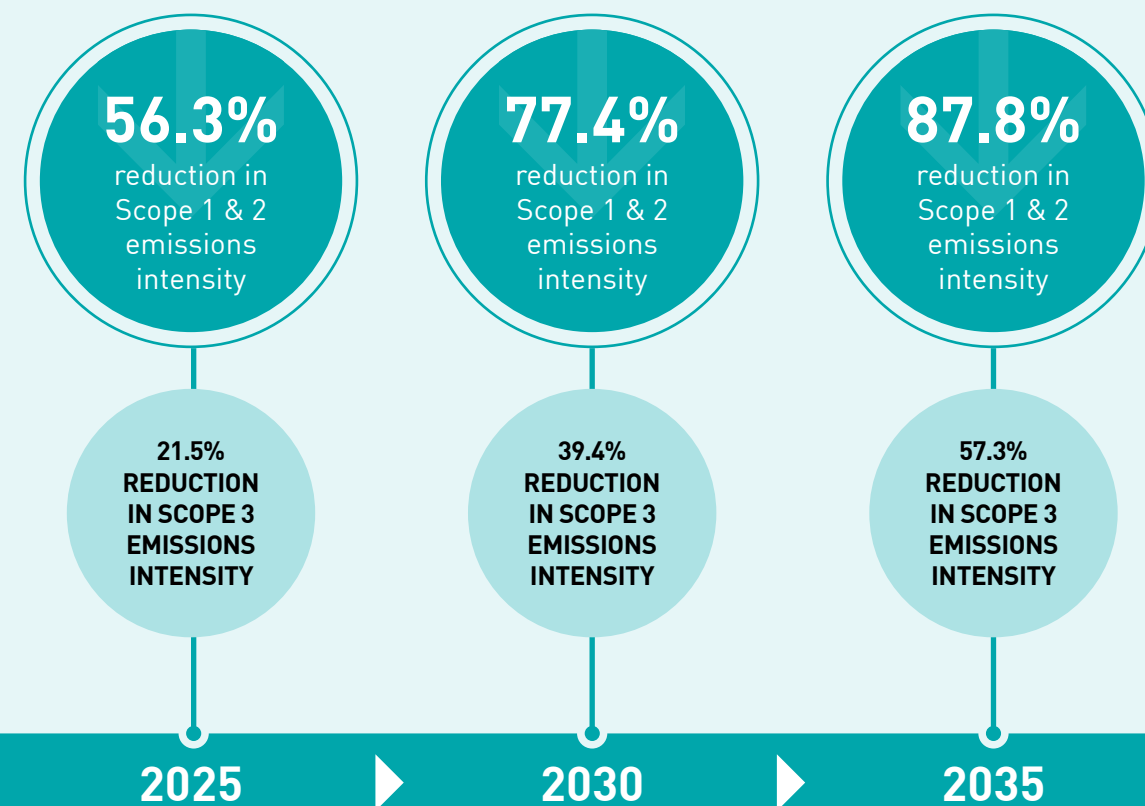 56.3%
reduction in
Scope 1 & 2
emissions
intensity
21.5%
REDUCTION
IN SCOPE 3
EMISSIONS
INTENSITY
2025
77.4%
reduction in
Scope 1 & 2
emissions
intensity
39.4%
REDUCTION
IN SCOPE 3
EMISSIONS
INTENSITY
2030
87.8%
reduction in
Scope 1 & 2
emissions
intensity
57.3%
REDUCTION
IN SCOPE 3
EMISSIONS
INTENSITY
2035